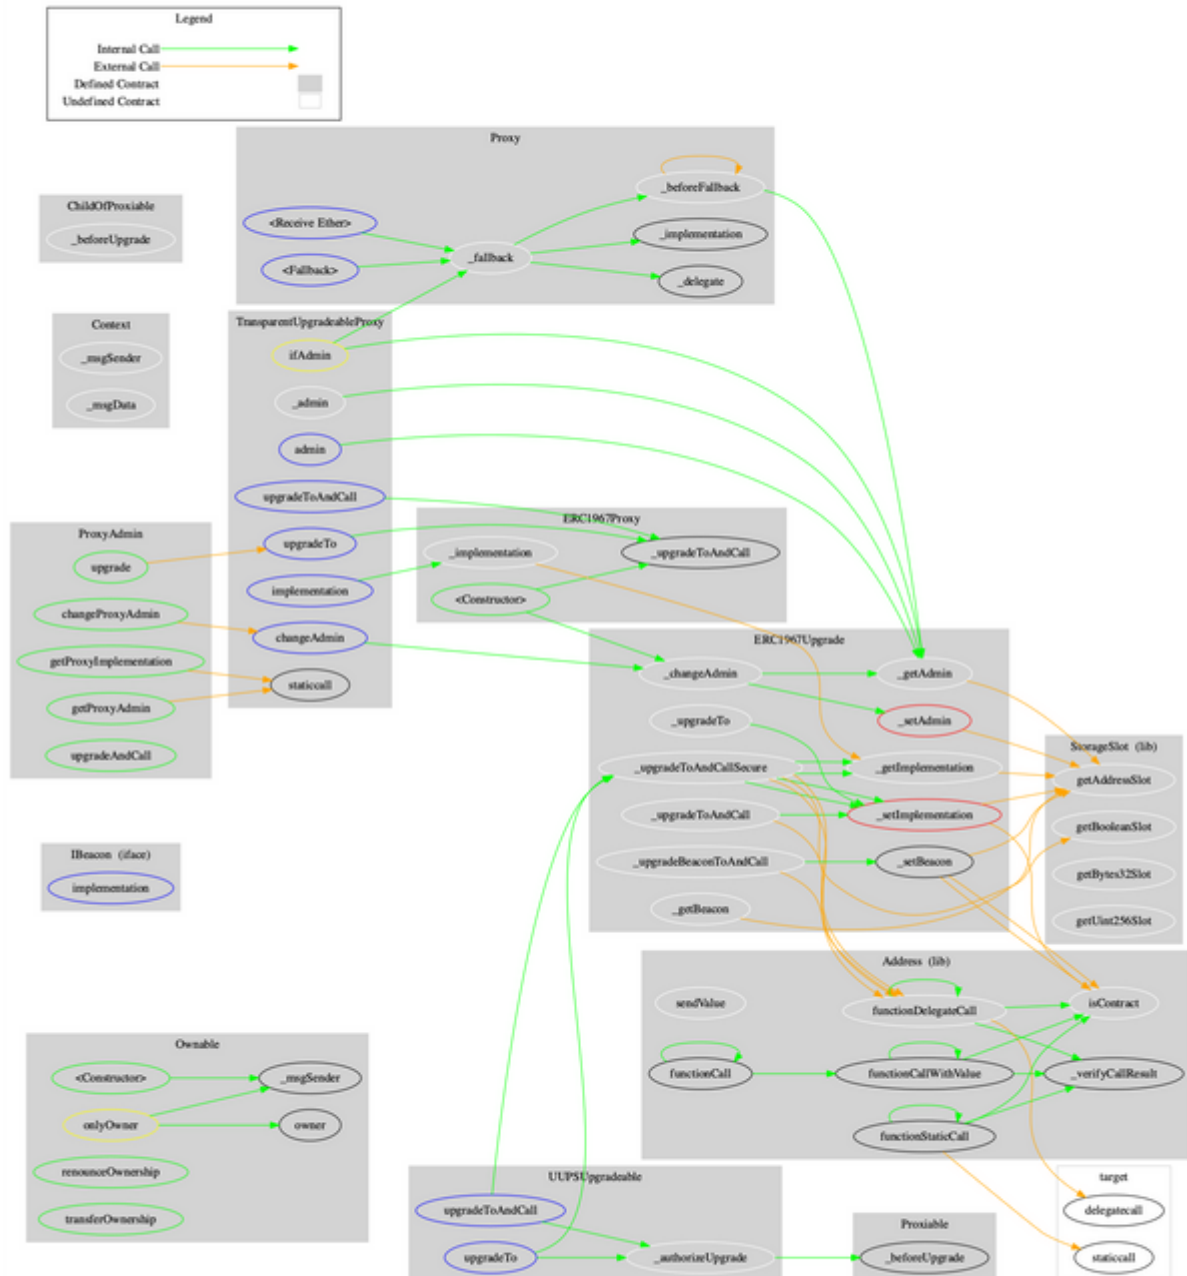 Legend
Internal Call
External Call
Defined Contract
Undefined Contract
Proxy
_beforeFallback
<Receive Ether>
_implementation
_fallback
<Fallback>
_delegate
ChildOfProxiable
_beforeUpgrade
Context
_msgSender
_msgData
TransparentUpgradeableProxy
ifAdmin
_admin
admin
upgradeToAndCall
upgradeTo
implementation
changeAdmin
staticcall
ProxyAdmin
upgrade
changeProxyAdmin
getProxyImplementation
getProxyAdmin
upgradeAndCall
ERC1967Proxy
_implementation
_upgradeToAndCall
<Constructor>
ERC1967Upgrade
_changeAdmin
_getAdmin
_upgradeTo
_setAdmin
_upgradeToAndCallSecure
_getImplementation
_upgradeToAndCall
_setImplementation
_upgradeBeaconToAndCall
_setBeacon
_getBeacon
StorageSlot (lib)
getAddressSlot
getBooleanSlot
getBytes32Slot
getUint256Slot
IBeacon (iface)
implementation
Address (lib)
sendValue
functionDelegateCall
isContract
functionCall
functionCallWithValue
_verifyCallResult
functionStaticCall
Ownable
<Constructor>
_msgSender
onlyOwner
owner
renounceOwnership
transferOwnership
UUPSUpgradeable
upgradeToAndCall
upgradeTo
_authorizeUpgrade
Proxiable
_beforeUpgrade
target
delegatecall
staticcall